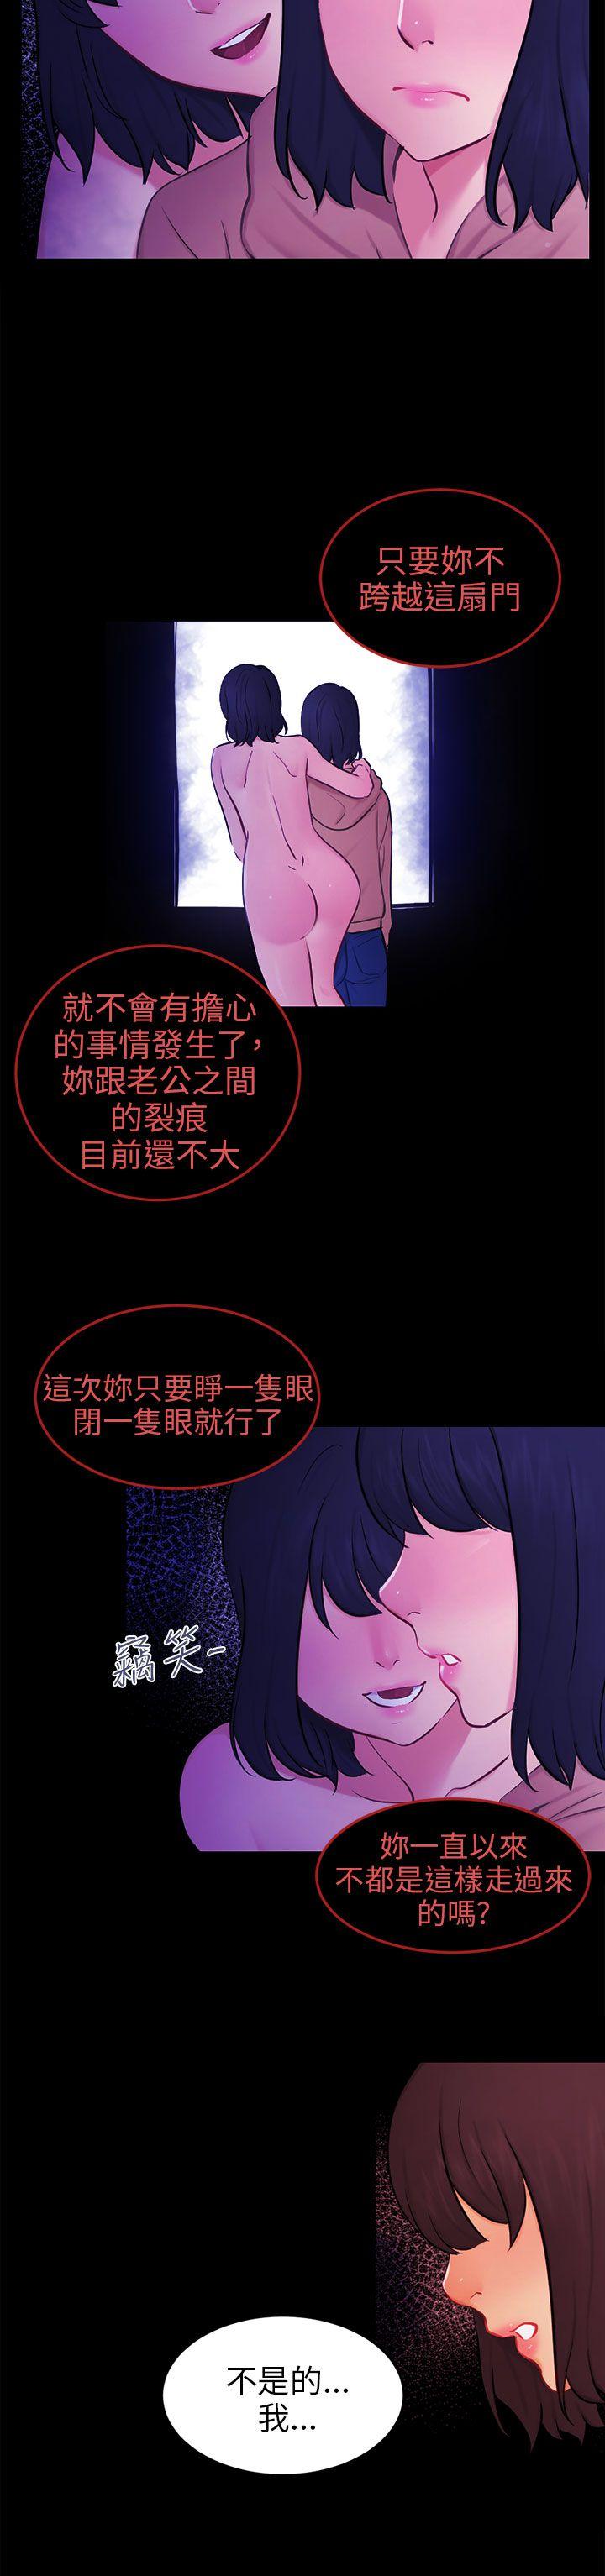 只要妳不
跨越這扇門
就不會有擔心
的事情發生了,
妳跟老公之間
的裂痕
目前還不大
這次妳只要睜一隻眼
閉一隻眼就行了
竊笑~
妳一直以來
不都是這樣走過來
的嗎?
不是的...
我...